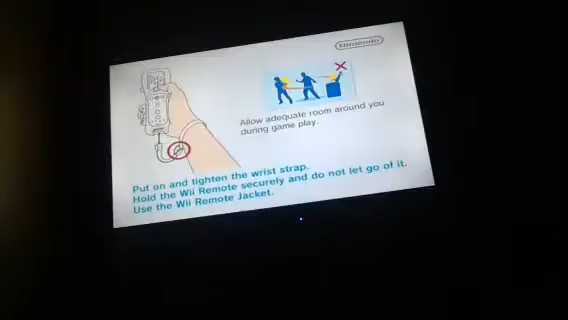 Nintendo
Allow adequate room around you
during game play.
Put on and tighten the wrist strap.
Hold the Wii Remote securely and do not let go of it.
Use the Wii Remote Jacket.